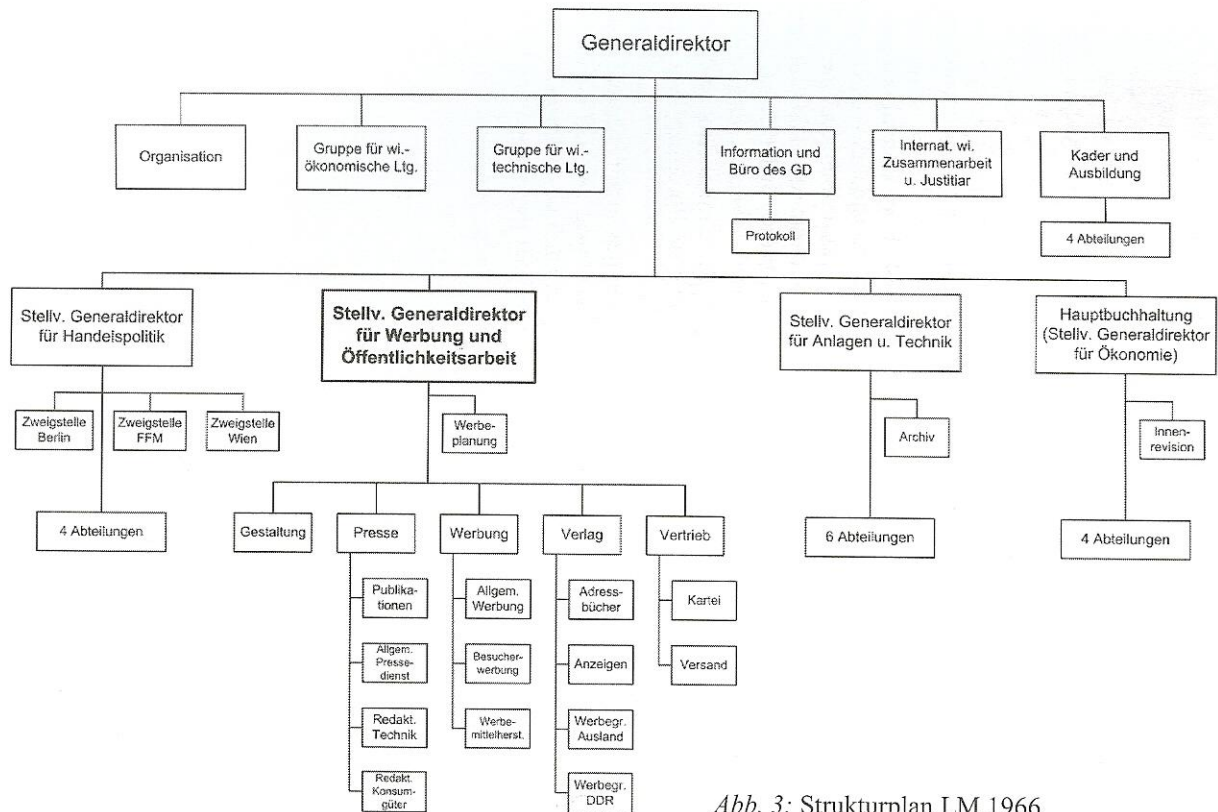 Generaldirektor
Organisation
Gruppe für wi.-
ökonomische Ltg.
Gruppe für wi.-
technische Ltg.
Information und
Büro des GD
Internat. wi.
Zusammenarbeit
u. Justitiar
Kader und
Ausbildung
Protokoll
4 Abteilungen
Stellv. Generaldirektor
für Handelspolitik
Stellv. Generaldirektor
für Werbung und
Öffentlichkeitsarbeit
Stellv. Generaldirektor
für Anlagen u. Technik
Hauptbuchhaltung
(Stellv. Generaldirektor
für Ökonomie)
Zweigstelle
Berlin
Zweigstelle
FFM
Zweigstelle
Wien
Werbe-
planung
Archiv
Innen-
revision
4 Abteilungen
Gestaltung
Presse
Werbung
Verlag
Vertrieb
6 Abteilungen
4 Abteilungen
Publika-
tionen
Allgem.
Presse-
dienst
Redakt.
Technik
Redakt.
Konsum-
güter
Allgem.
Werbung
Besucher-
werbung
Werbe-
mittelherst.
Adress-
bücher
Anzeigen
Werbegr.
Ausland
Werbegr.
DDR
Kartei
Versand
Abb. 3: Strukturplan LM 1966